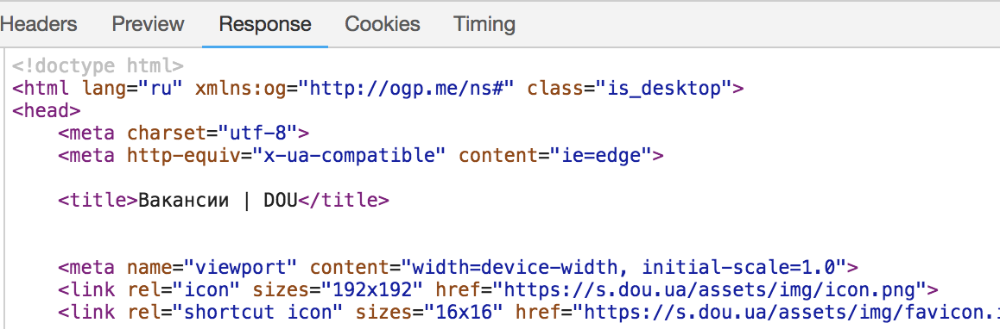 Headers Preview Response Cookies Timing
<!doctype html>
<html lang="ru" xmlns:og="http://ogp.me/ns#" class="is_desktop">
<head>
<meta charset="utf-8">
<meta http-equiv="x-ua-compatible" content="ie=edge">
<title>Вакансии | DOU</title>
<meta name="viewport" content="width=device-width, initial-scale=1.0">
<link rel="icon" sizes="192x192" href="https://s.dou.ua/assets/img/icon.png">
<link rel="shortcut icon" sizes="16x16" href="https://s.dou.ua/assets/img/favicon.i